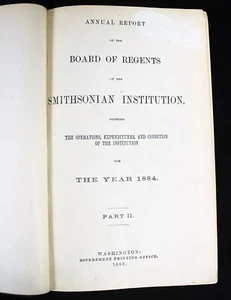 ANNUAL REPORT
OF THE
BOARD OF REGENTS
OF THE
SMITHSONIAN INSTITUTION,
SHOWING
THE OPERATIONS, EXPENDITURES, AND CONDITION
OF THE INSTITUTION
FOR
THE YEAR 1884.
PART II.
WASHINGTON:
GOVERNMENT PRINTING OFFICE.
1885.